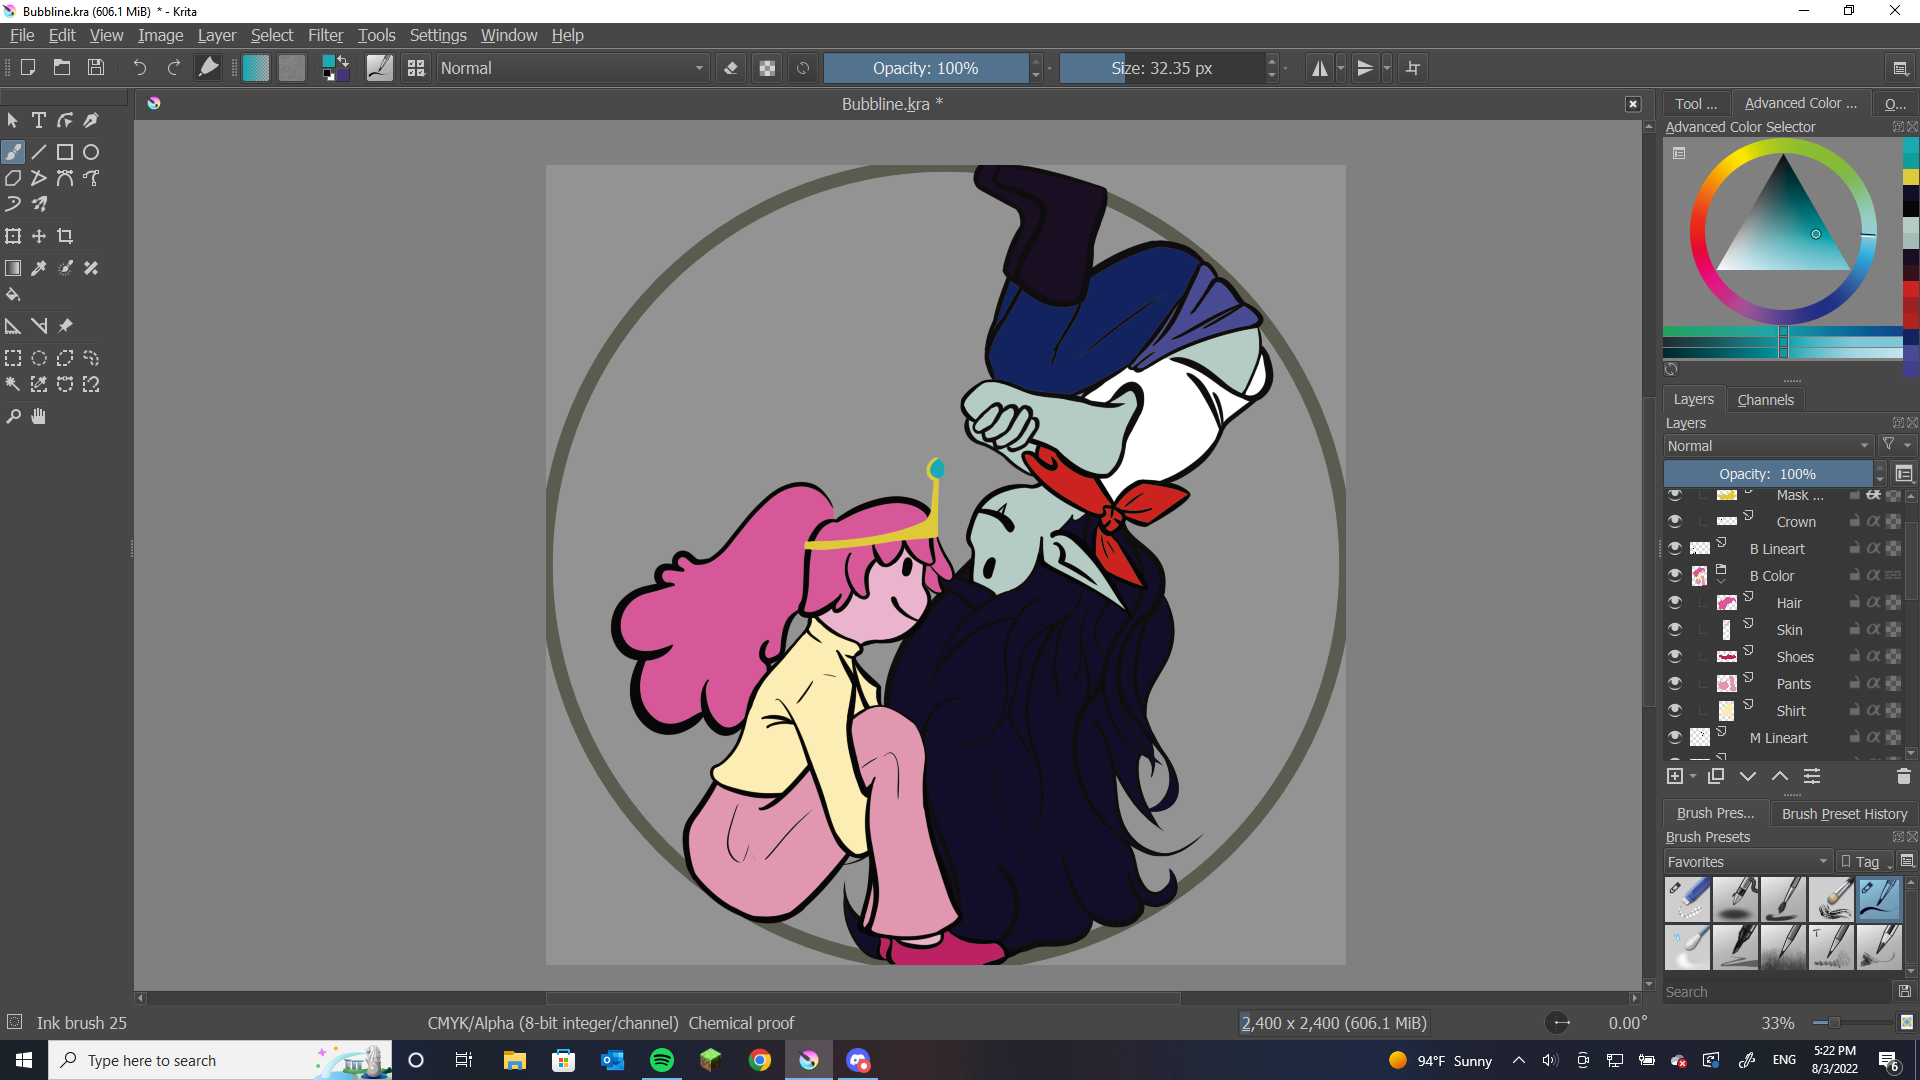 Bubbline.kra (606.1 MiB) * - Krita
File Edit View Image Layer Select Filter Tools Settings Window Help
Normal
Opacity: 100%
Size: 32.35 px
Bubbline.kra *
Tool ...
Advanced Color ...
O...
Advanced Color Selector
Layers
Channels
Layers
Normal
Opacity: 100%
Mask ...
Crown
B Lineart
B Color
Hair
Skin
Shoes
Pants
Shirt
M Lineart
Brush Pres...
Brush Preset History
Brush Presets
Favorites
Tag
Search
Ink brush 25
CMYK/Alpha (8-bit integer/channel) Chemical proof
2,400 x 2,400 (606.1 MiB)
0.00°
33%
Type here to search
94°F Sunny
ENG
5:22 PM
8/3/2022
6